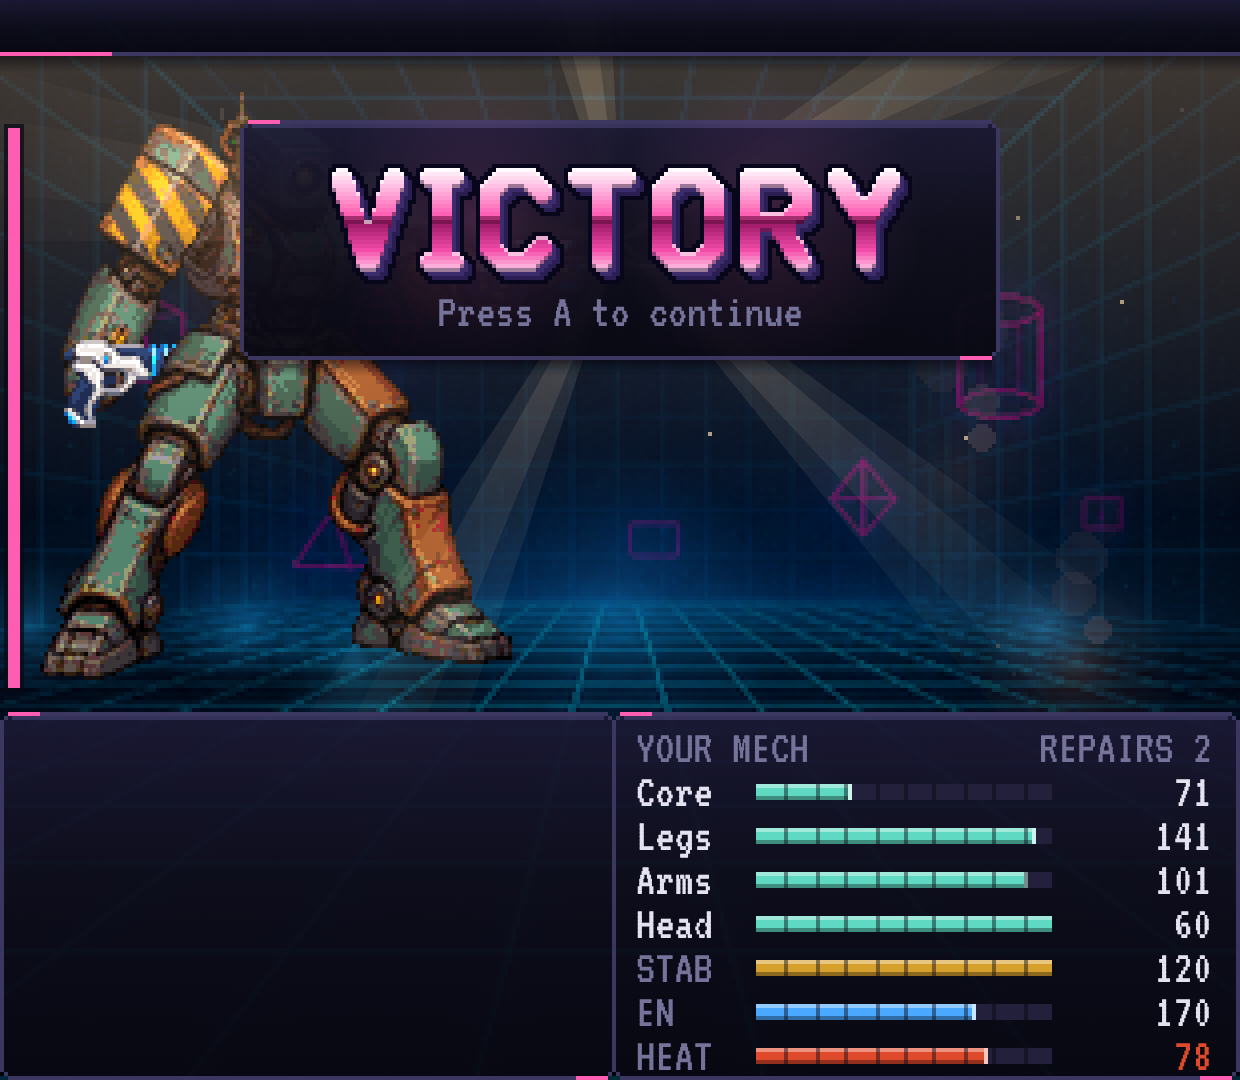 VICTORY
Press A to continue
YOUR MECH REPAIRS 2
Core 71
Legs 141
Arms 101
Head 60
STAB 120
EN 170
HEAT 78